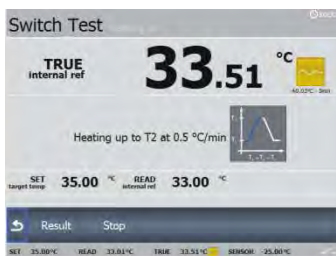 Switch Test
TRUE
internal ref
33.51 °C
Heating up to T2 at 0.5 °C/min
SET
target temp
35.00 °C
READ
internal ref
33.00 °C
Result Stop
SET 35.00°C READ 33.01°C TRUE 33.51°C SENSOR -25.00°C